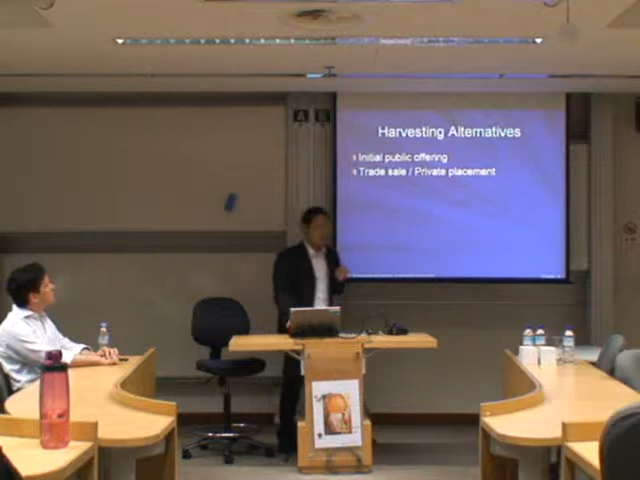 A B
Harvesting Alternatives
Initial public offering
Trade sale / Private placement